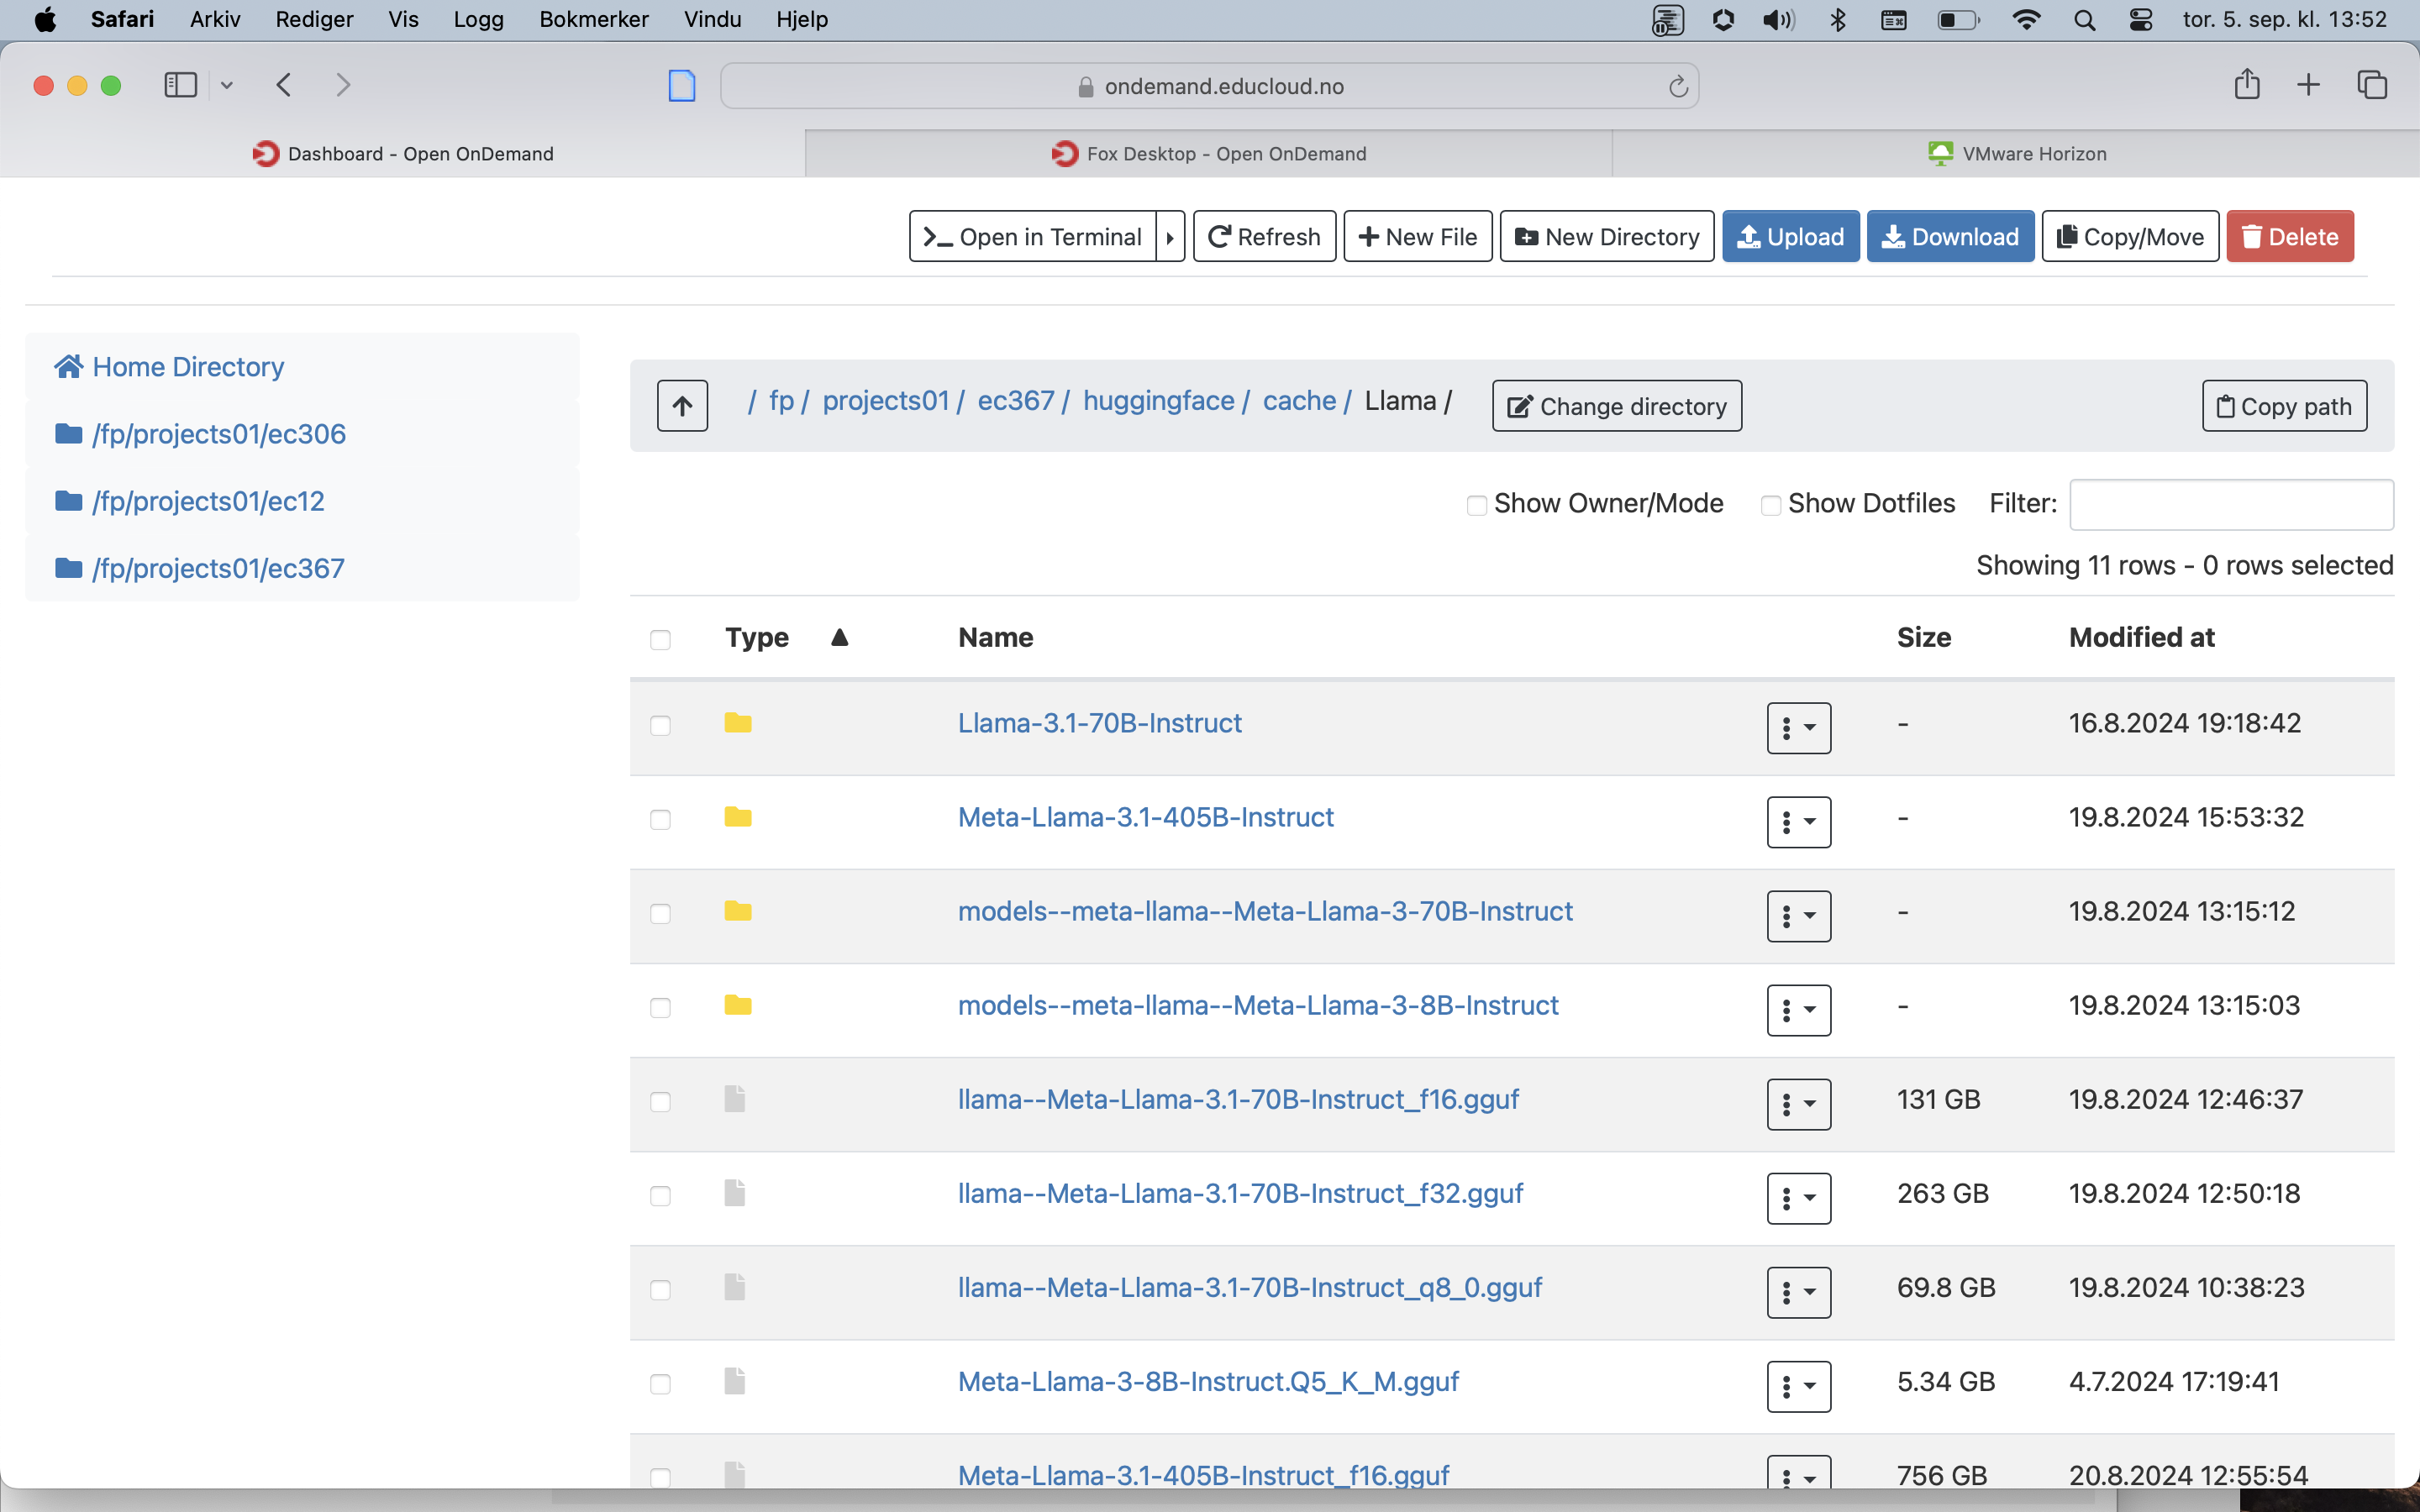 Safari Arkiv Rediger Vis Logg Bokmerker Vindu Hjelp tor. 5. sep. kl. 13:52
ondemand.educloud.no
Dashboard - Open OnDemand Fox Desktop - Open OnDemand VMware Horizon
Open in Terminal Refresh New File New Directory Upload Download Copy/Move Delete
Home Directory
/fp/projects01/ec306
/fp/projects01/ec12
/fp/projects01/ec367
/ fp / projects01 / ec367 / huggingface / cache / Llama / Change directory Copy path
Show Owner/Mode Show Dotfiles Filter:
Showing 11 rows - 0 rows selected
Type Name Size Modified at
Llama-3.1-70B-Instruct - 16.8.2024 19:18:42
Meta-Llama-3.1-405B-Instruct - 19.8.2024 15:53:32
models--meta-llama--Meta-Llama-3-70B-Instruct - 19.8.2024 13:15:12
models--meta-llama--Meta-Llama-3-8B-Instruct - 19.8.2024 13:15:03
llama--Meta-Llama-3.1-70B-Instruct_f16.gguf 131 GB 19.8.2024 12:46:37
llama--Meta-Llama-3.1-70B-Instruct_f32.gguf 263 GB 19.8.2024 12:50:18
llama--Meta-Llama-3.1-70B-Instruct_q8_0.gguf 69.8 GB 19.8.2024 10:38:23
Meta-Llama-3-8B-Instruct.Q5_K_M.gguf 5.34 GB 4.7.2024 17:19:41
Meta-Llama-3.1-405B-Instruct_f16.gguf 756 GB 20.8.2024 12:55:54